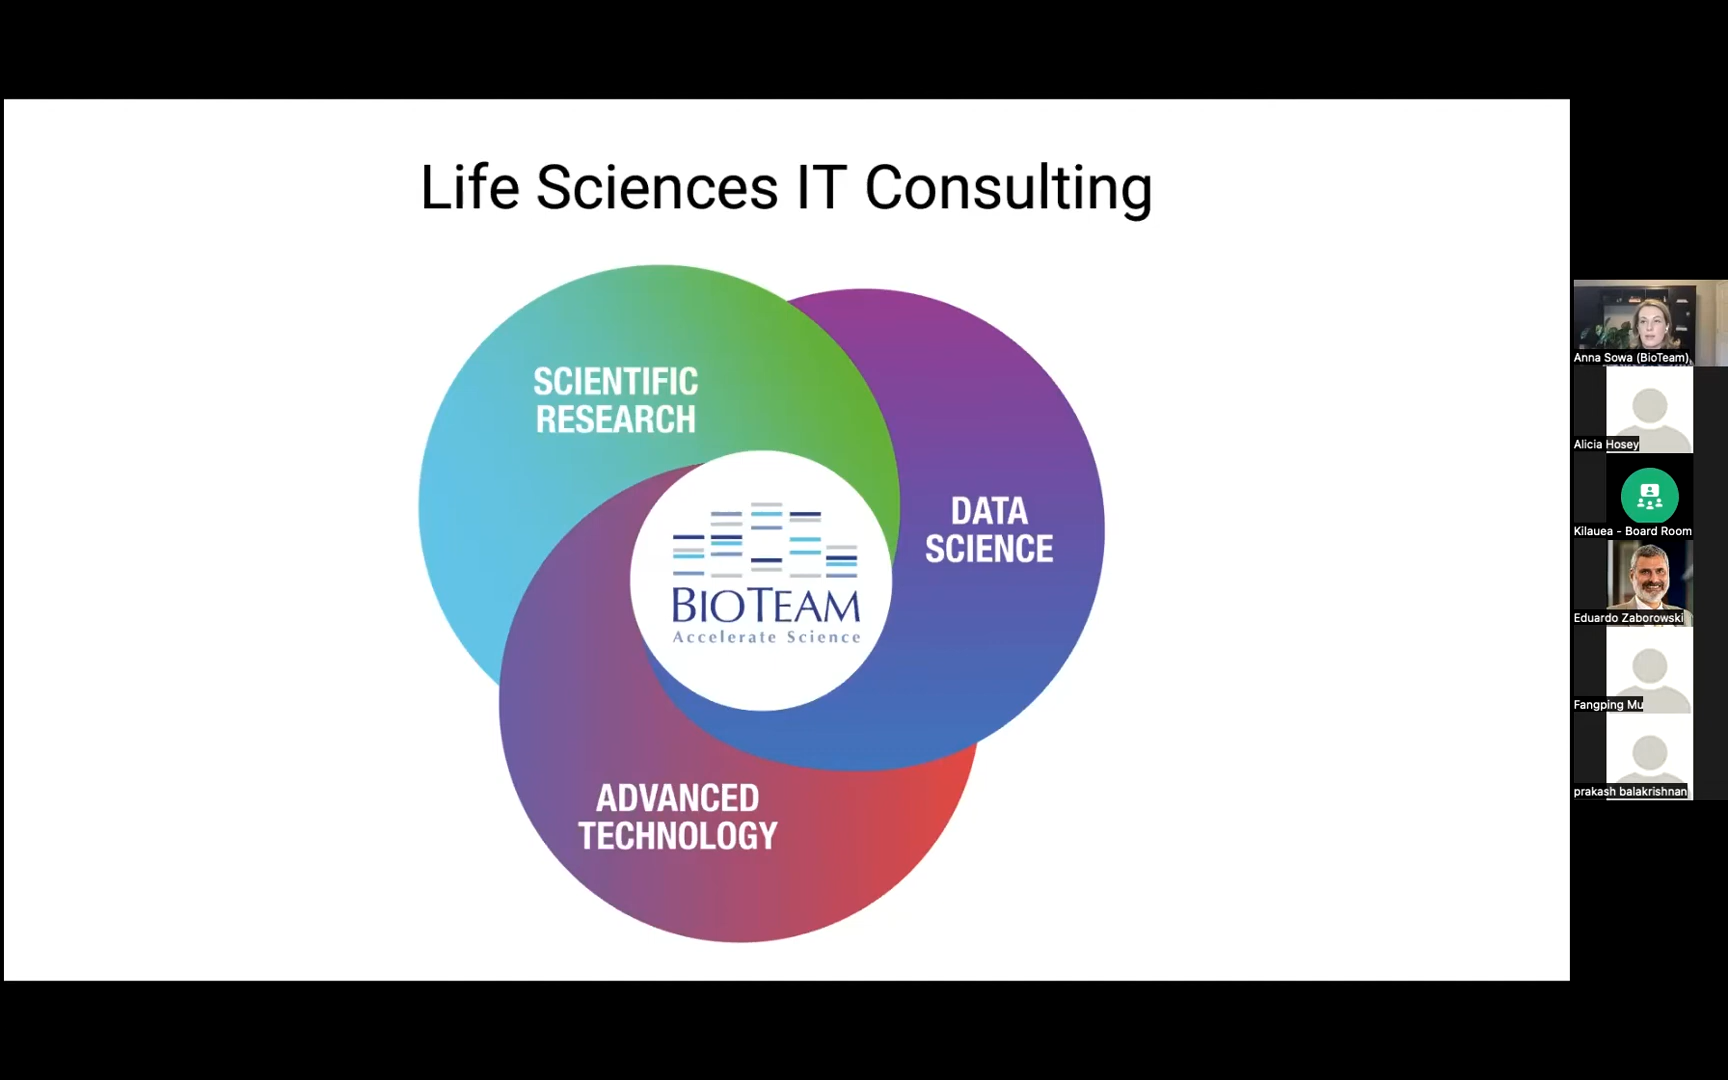 Life Sciences IT Consulting
SCIENTIFIC
RESEARCH
DATA
SCIENCE
BIOTEAM
Accelerate Science
ADVANCED
TECHNOLOGY
Anna Sowa (BioTeam)
Alicia Hosey
Kilauea - Board Room
Eduardo Zaborowski
Fangping Mu
prakash balakrishnan